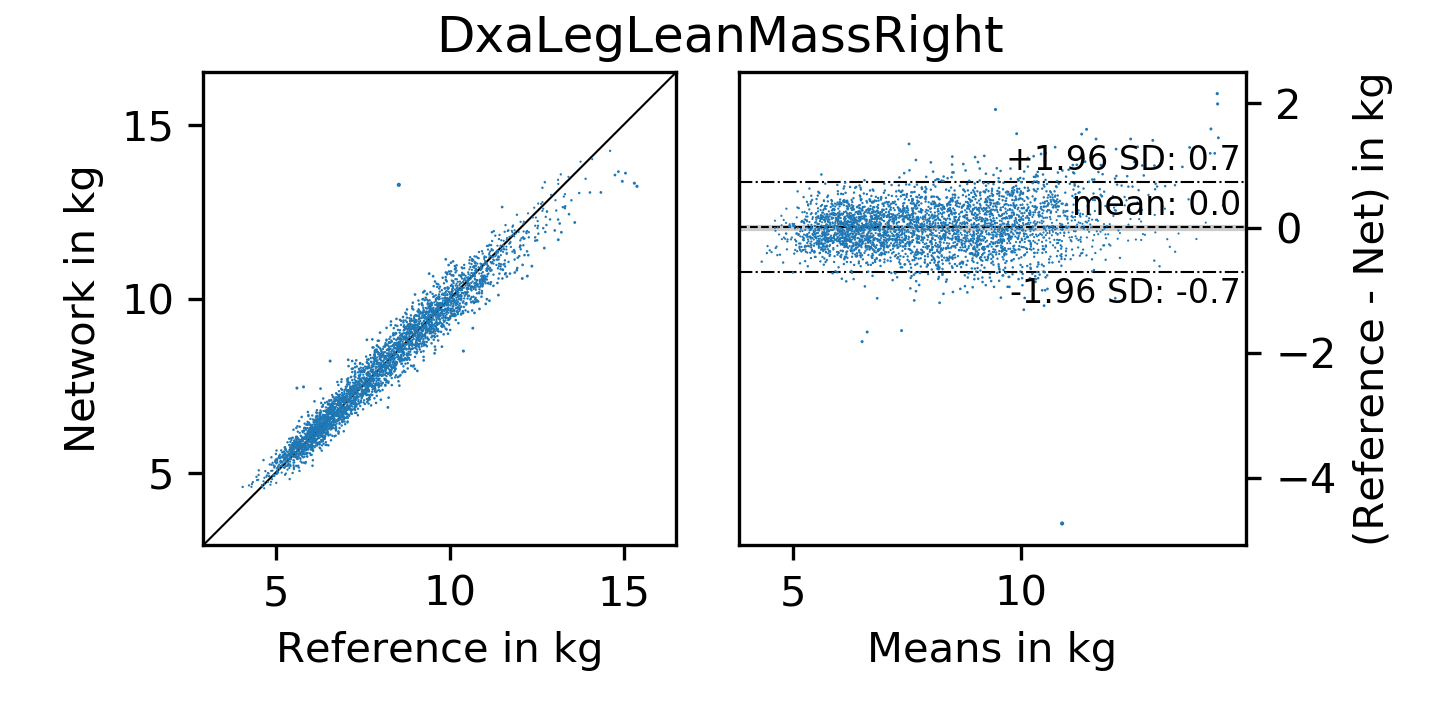 DxaLegLeanMassRight
Network in kg
15
10
5
5
10
15
Reference in kg
+1.96 SD: 0.7
mean: 0.0
-1.96 SD: -0.7
2
0
−2
−4
(Reference - Net) in kg
5
10
Means in kg